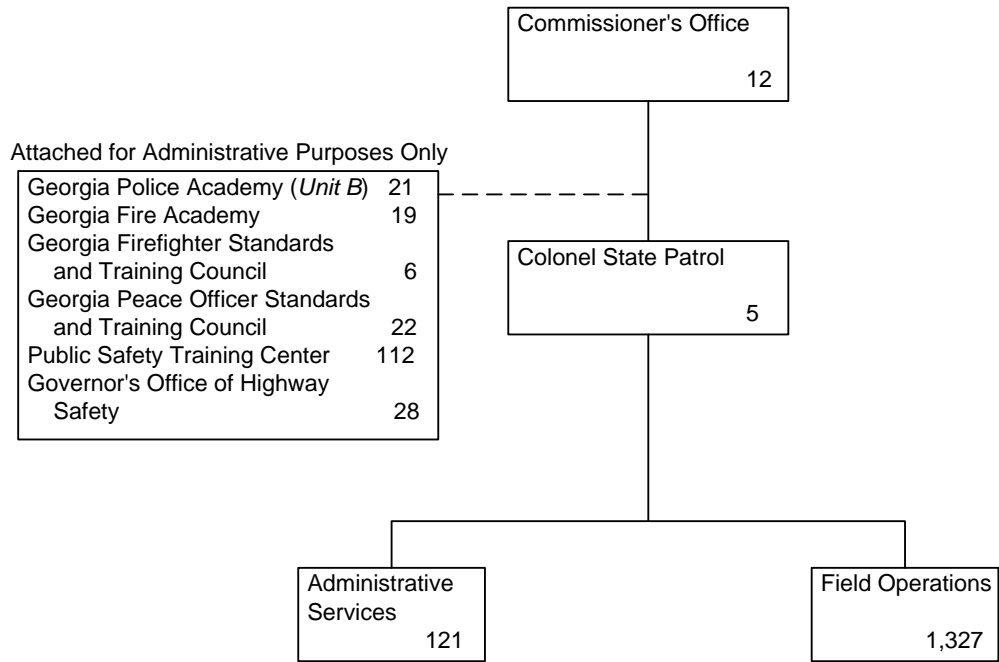 Commissioner's Office
12
Attached for Administrative Purposes Only
Georgia Police Academy (Unit B) 21
Georgia Fire Academy 19
Georgia Firefighter Standards
and Training Council 6
Georgia Peace Officer Standards
and Training Council 22
Public Safety Training Center 112
Governor's Office of Highway
Safety 28
Colonel State Patrol
5
Administrative
Services
121
Field Operations
1,327